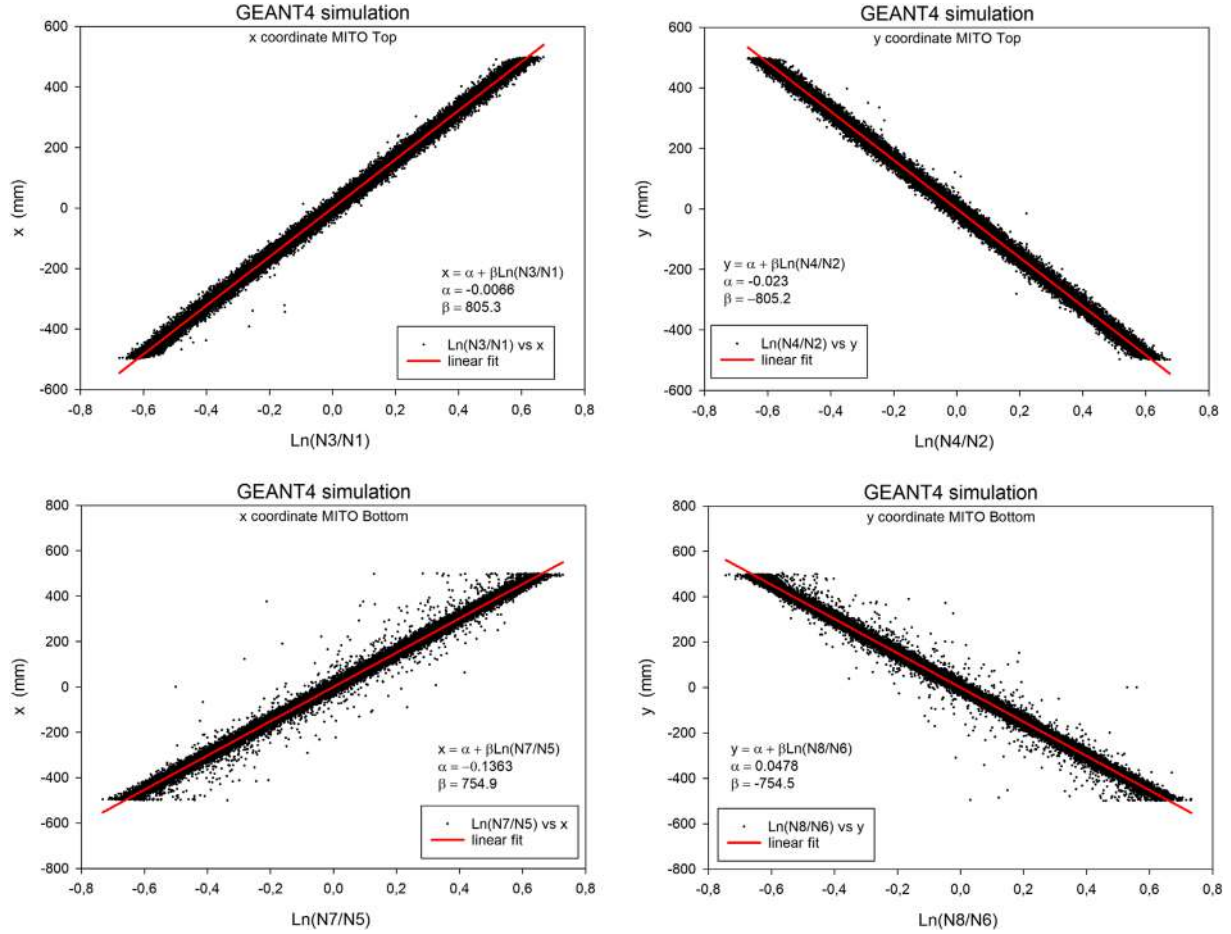 GEANT4 simulation
x coordinate MITO Top
600
400
200
0
-200
-400
-600
x (mm)
x = α + βLn(N3/N1)
α = -0.0066
β = 805.3
Ln(N3/N1) vs x
linear fit
-0,8 -0,6 -0,4 -0,2 0,0 0,2 0,4 0,6 0,8
Ln(N3/N1)
GEANT4 simulation
y coordinate MITO Top
600
400
200
0
-200
-400
-600
y (mm)
y = α + βLn(N4/N2)
α = -0.023
β = −805.2
Ln(N4/N2) vs y
linear fit
-0,8 -0,6 -0,4 -0,2 0,0 0,2 0,4 0,6 0,8
Ln(N4/N2)
GEANT4 simulation
x coordinate MITO Bottom
800
600
400
200
0
-200
-400
-600
-800
x (mm)
x = α + βLn(N7/N5)
α = −0.1363
β = 754.9
Ln(N7/N5) vs x
linear fit
-0,8 -0,6 -0,4 -0,2 0,0 0,2 0,4 0,6 0,8
Ln(N7/N5)
GEANT4 simulation
y coordinate MITO Bottom
800
600
400
200
0
-200
-400
-600
-800
y (mm)
y = α + βLn(N8/N6)
α = 0.0478
β = -754.5
Ln(N8/N6) vs y
linear fit
-0,8 -0,6 -0,4 -0,2 0,0 0,2 0,4 0,6 0,8
Ln(N8/N6)